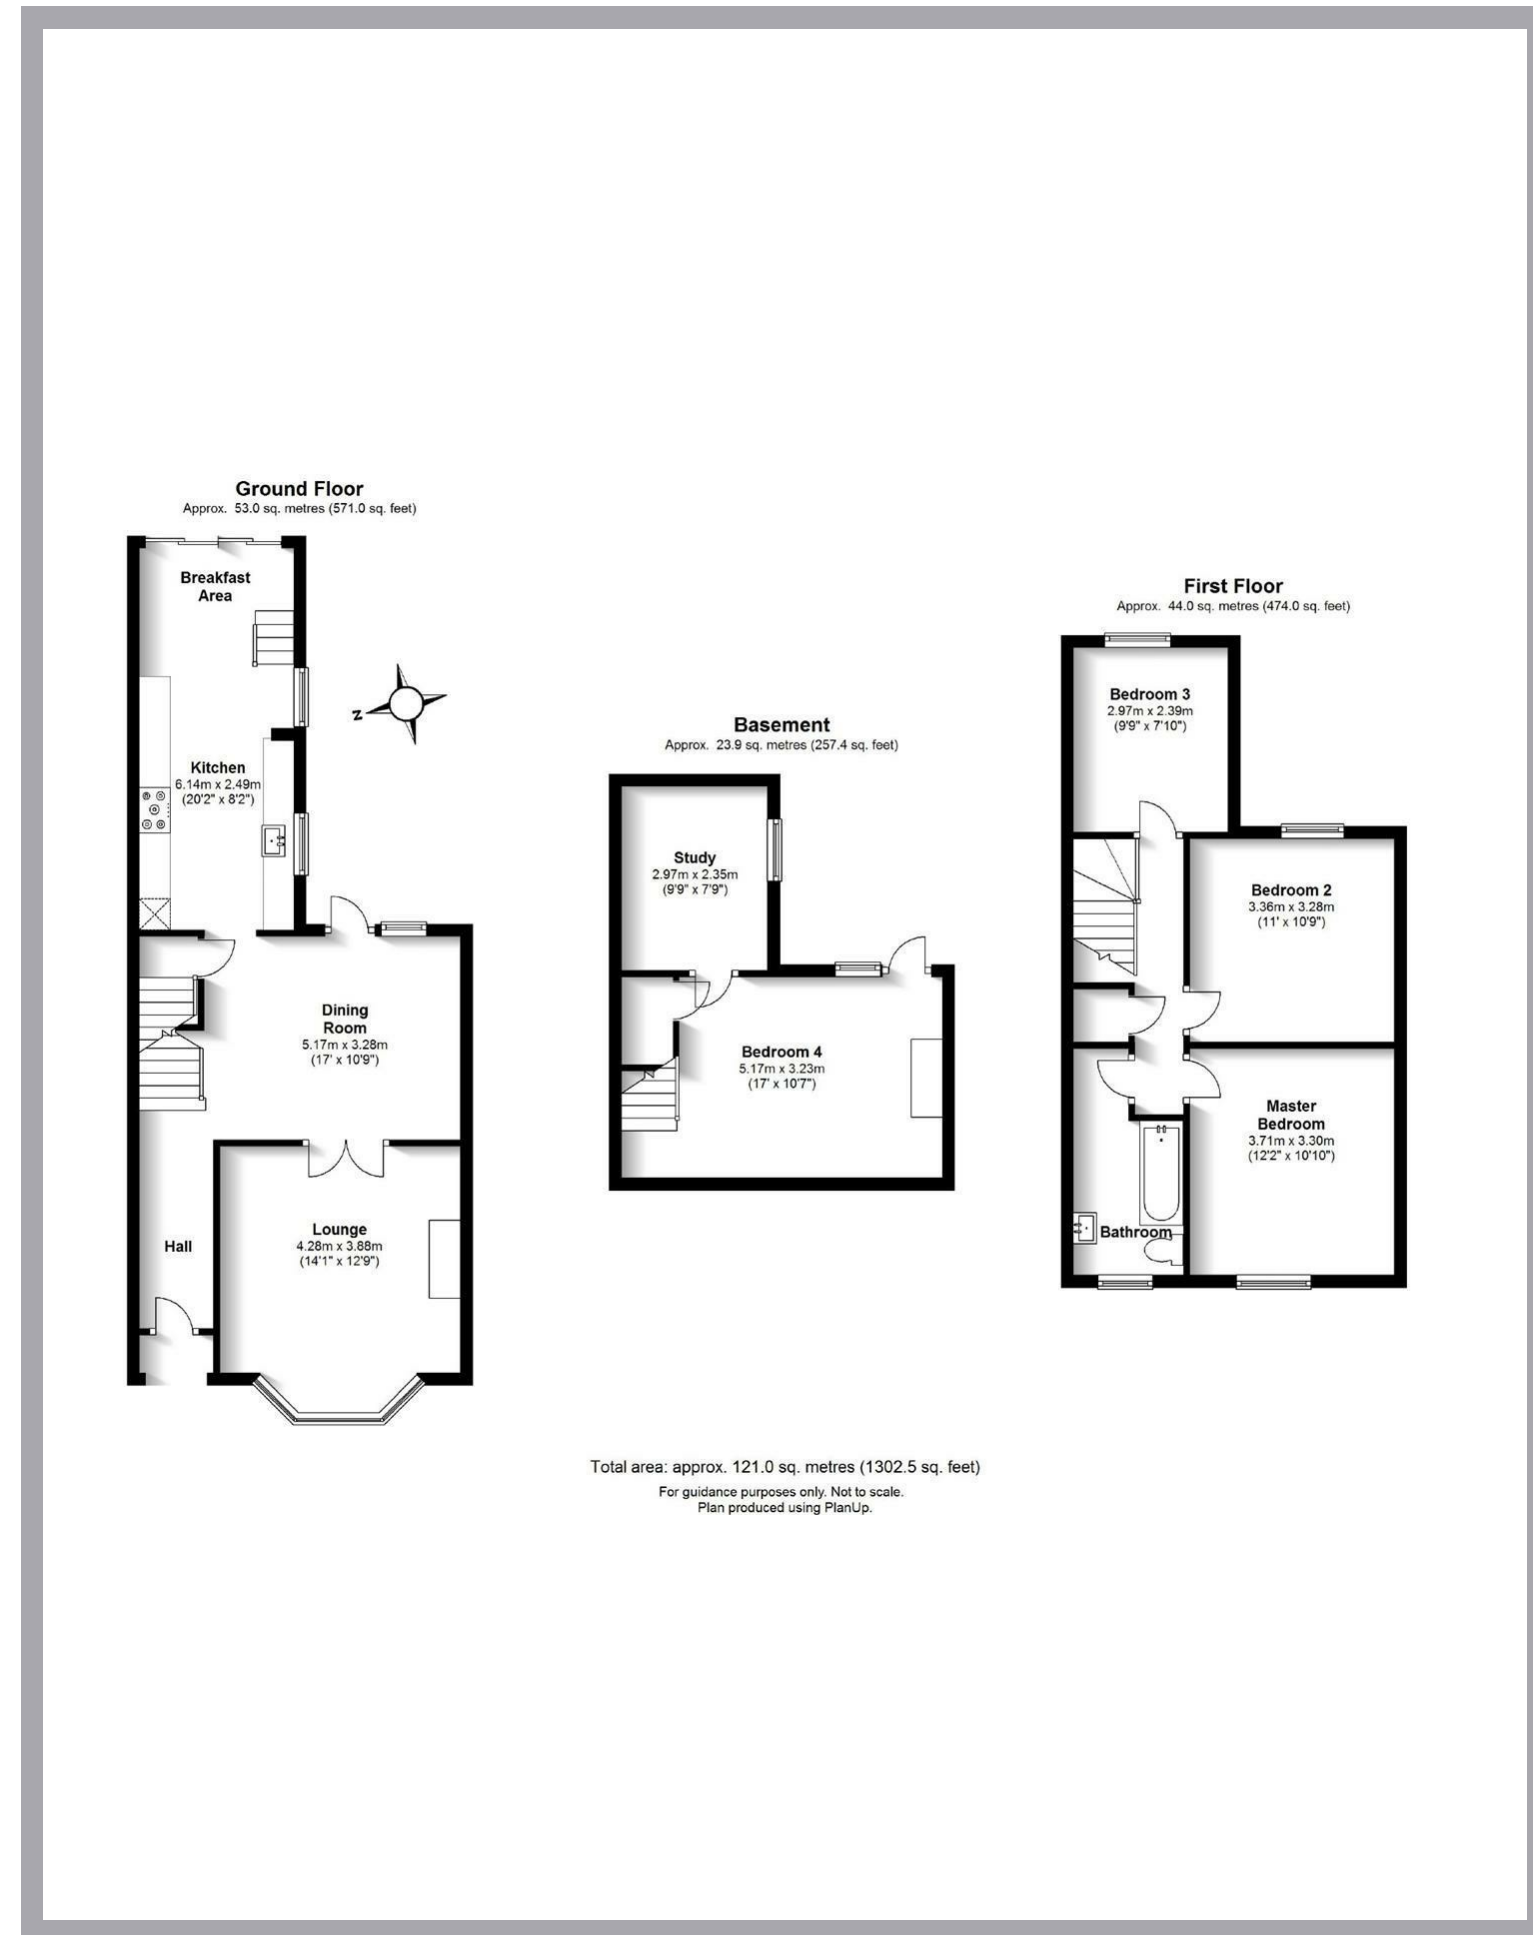 Ground Floor
Approx. 53.0 sq. metres (571.0 sq. feet)
Breakfast
Area
Kitchen
6.14m x 2.49m
(20'2" x 8'2")
Dining
Room
5.17m x 3.28m
(17' x 10'9")
Lounge
4.28m x 3.88m
(14'1" x 12'9")
Hall
N
Basement
Approx. 23.9 sq. metres (257.4 sq. feet)
Study
2.97m x 2.35m
(9'9" x 7'9")
Bedroom 4
5.17m x 3.23m
(17' x 10'7")
First Floor
Approx. 44.0 sq. metres (474.0 sq. feet)
Bedroom 3
2.97m x 2.39m
(9'9" x 7'10")
Bedroom 2
3.36m x 3.28m
(11' x 10'9")
Master
Bedroom
3.71m x 3.30m
(12'2" x 10'10")
Bathroom
Total area: approx. 121.0 sq. metres (1302.5 sq. feet)
For guidance purposes only. Not to scale.
Plan produced using PlanUp.